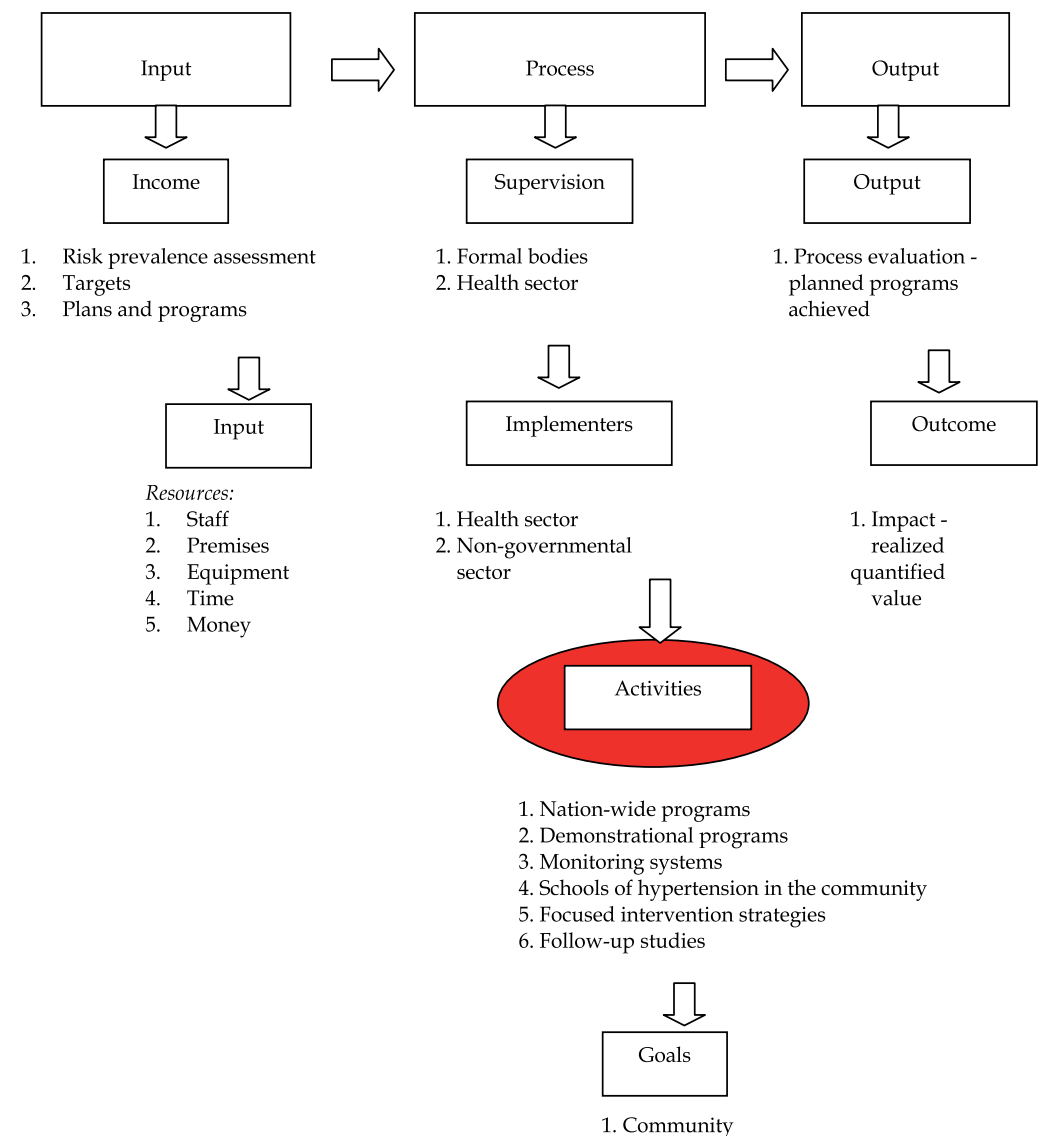 Input
Process
Output
Income
Supervision
Output
1. Risk prevalence assessment
2. Targets
3. Plans and programs
1. Formal bodies
2. Health sector
1. Process evaluation -
planned programs
achieved
Input
Implementers
Outcome
Resources:
1. Staff
2. Premises
3. Equipment
4. Time
5. Money
1. Health sector
2. Non-governmental
sector
1. Impact -
realized
quantified
value
Activities
1. Nation-wide programs
2. Demonstrational programs
3. Monitoring systems
4. Schools of hypertension in the community
5. Focused intervention strategies
6. Follow-up studies
Goals
1. Community